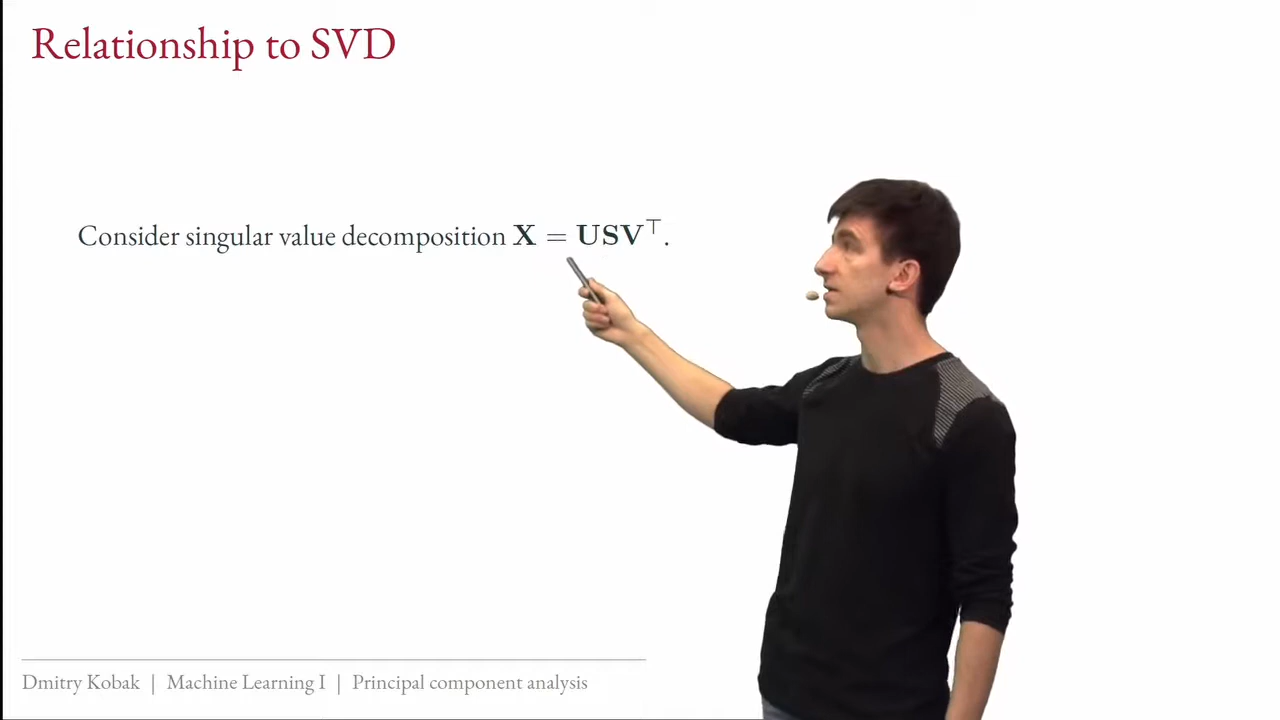 Relationship to SVD
Consider singular value decomposition X = USV⊤.
Dmitry Kobak | Machine Learning I | Principal component analysis